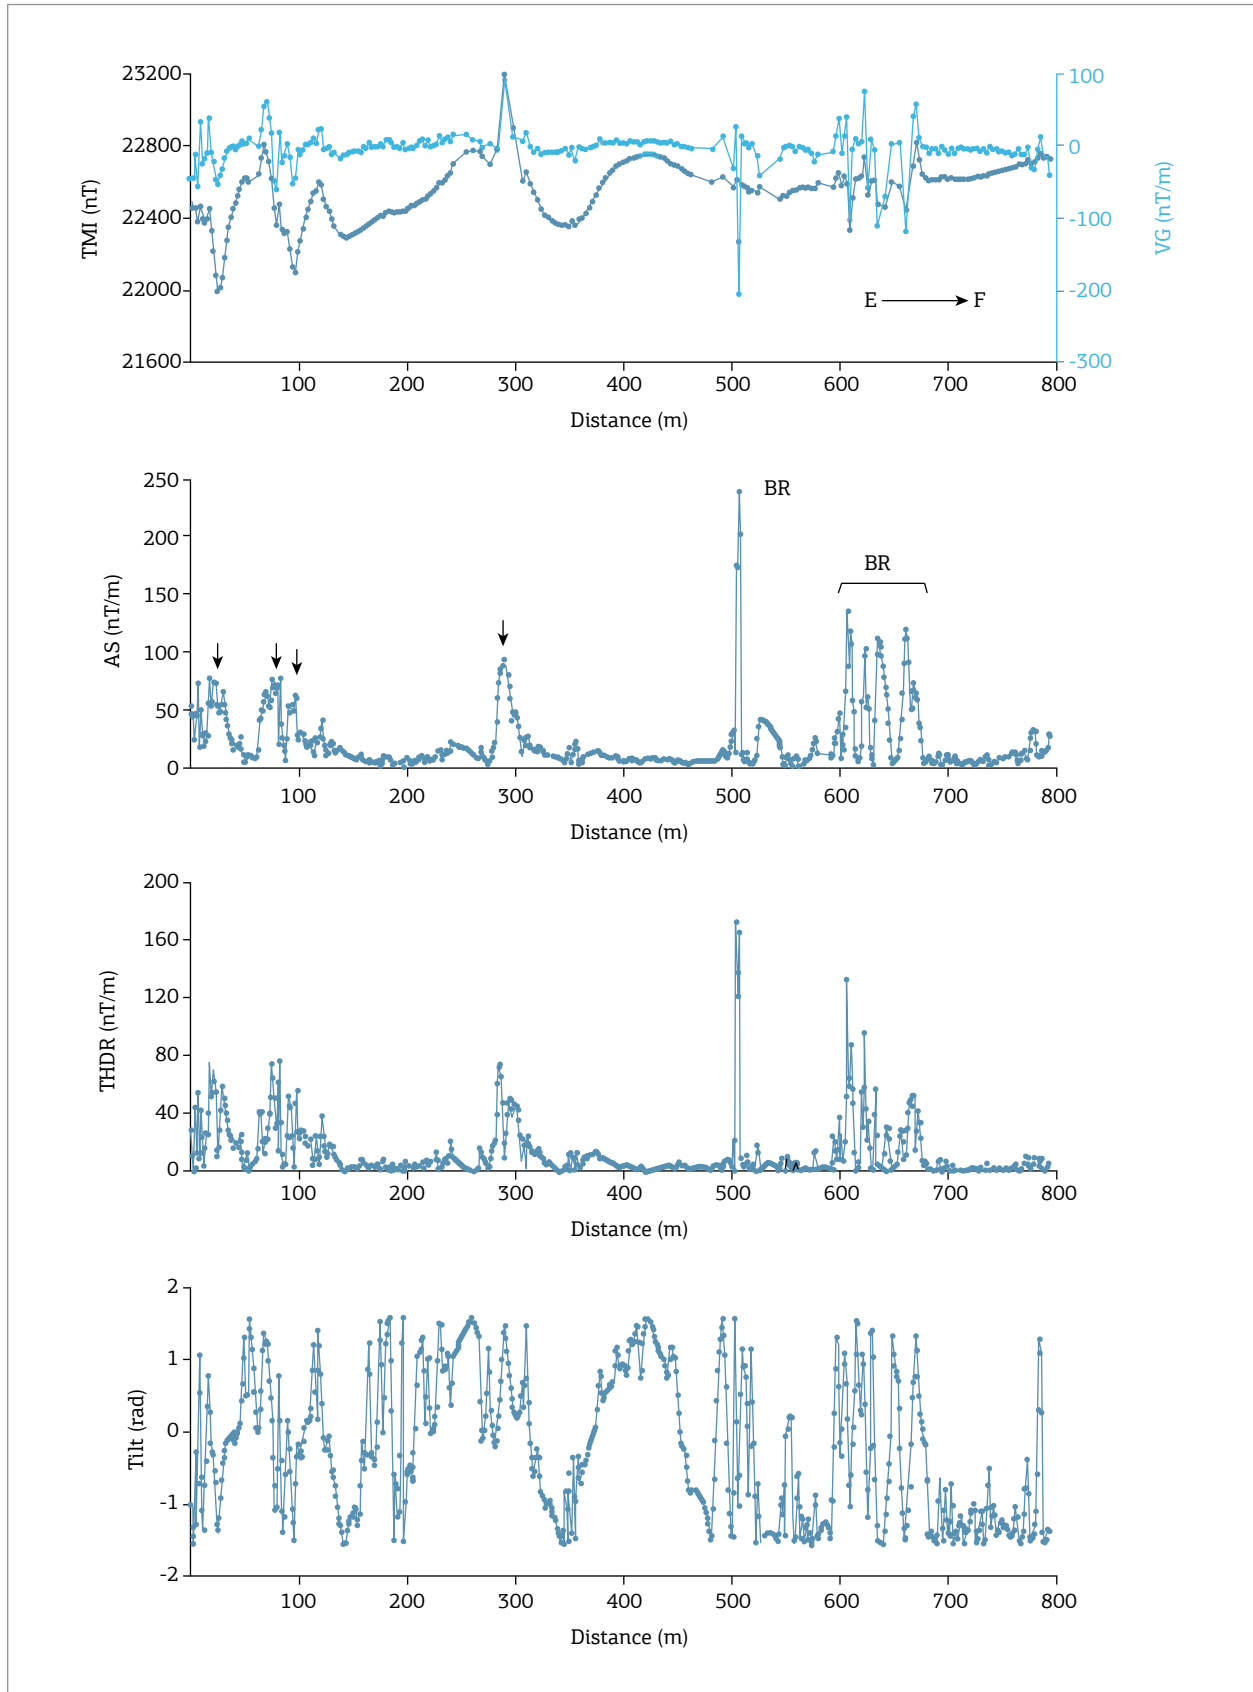 23200
22800
22400
22000
21600
TMI (nT)
100
0
-100
-200
-300
VG (nT/m)
E
F
100 200 300 400 500 600 700 800
Distance (m)
250
200
150
100
50
0
AS (nT/m)
BR
BR
100 200 300 400 500 600 700 800
Distance (m)
200
160
120
80
40
0
THDR (nT/m)
100 200 300 400 500 600 700 800
Distance (m)
2
1
0
-1
-2
Tilt (rad)
100 200 300 400 500 600 700 800
Distance (m)